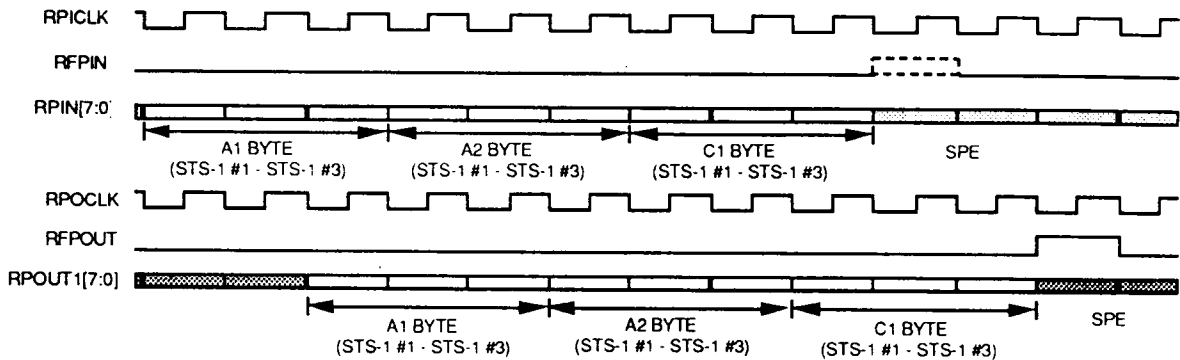 RPICLK
RFPIN
RPIN[7:0]
A1 BYTE
(STS-1 #1 - STS-1 #3)
A2 BYTE
(STS-1 #1 - STS-1 #3)
C1 BYTE
(STS-1 #1 - STS-1 #3)
SPE
RPOCLK
RFPOUT
RPOUT1[7:0]
A1 BYTE
(STS-1 #1 - STS-1 #3)
A2 BYTE
(STS-1 #1 - STS-1 #3)
C1 BYTE
(STS-1 #1 - STS-1 #3)
SPE